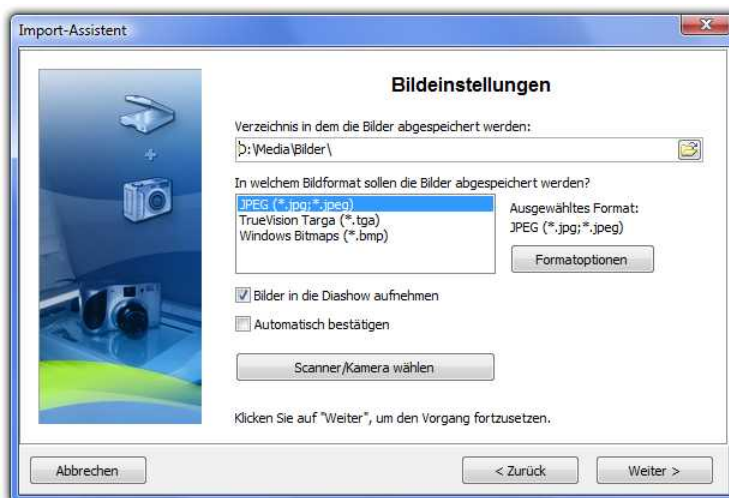 Import-Assistent
Bildeinstellungen
Verzeichnis in dem die Bilder abgespeichert werden:
D:\Media\Bilder\
In welchem Bildformat sollen die Bilder abgespeichert werden?
JPEG (*.jpg;*.jpeg)
TrueVision Targa (*.tga)
Windows Bitmaps (*.bmp)
Ausgewähltes Format:
JPEG (*.jpg;*.jpeg)
Formatoptionen
Bilder in die Diashow aufnehmen
Automatisch bestätigen
Scanner/Kamera wählen
Klicken Sie auf "Weiter", um den Vorgang fortzusetzen.
Abbrechen
< Zurück
Weiter >